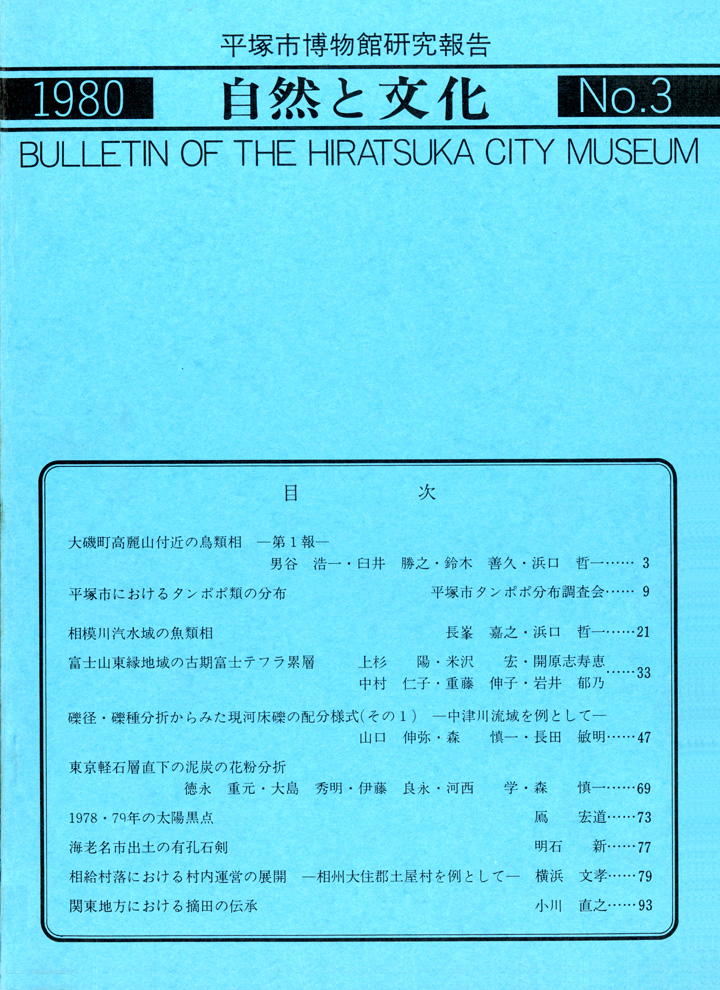 平塚市博物館研究報告
1980 自然と文化 No.3
BULLETIN OF THE HIRATSUKA CITY MUSEUM
目 次
大磯町高麗山付近の鳥類相 —第1報—
男谷 浩一・臼井 勝之・鈴木 善久・浜口 哲一…… 3
平塚市におけるタンポポ類の分布 平塚市タンポポ分布調査会…… 9
相模川汽水域の魚類相 長峯 嘉之・浜口 哲一……21
富士山東縁地域の古期富士テフラ累層 上杉 陽・米沢 宏・開原志寿恵
中村 仁子・重藤 伸子・岩井 郁乃……33
礫径・礫種分折からみた現河床礫の配分様式(その1) —中津川流域を例として—
山口 伸弥・森 慎一・長田 敏明……47
東京軽石層直下の泥炭の花粉分折
徳永 重元・大島 秀明・伊藤 良永・河西 学・森 慎一……69
1978・79年の太陽黒点 宏道……73
海老名市出土の有孔石剣 明石 新……77
相給村落における村内運営の展開 —相州大住郡土屋村を例として— 横浜 文孝……79
関東地方における摘田の伝承 小川 直之……93